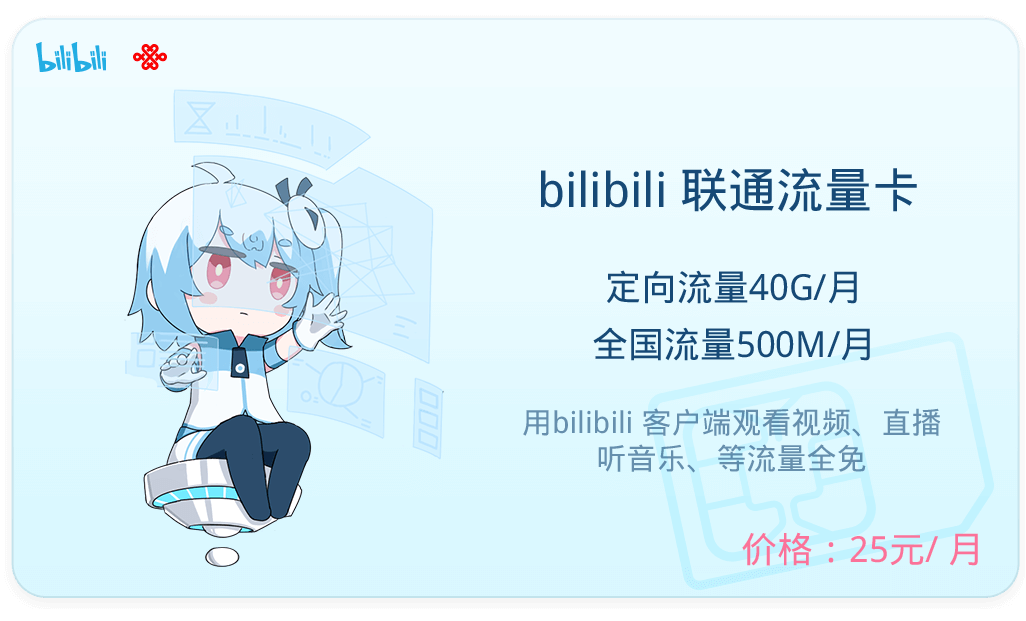 bilibili
bilibili 联通流量卡
定向流量40G/月
全国流量500M/月
用bilibili 客户端观看视频、直播
听音乐、等流量全免
价格：25元/ 月